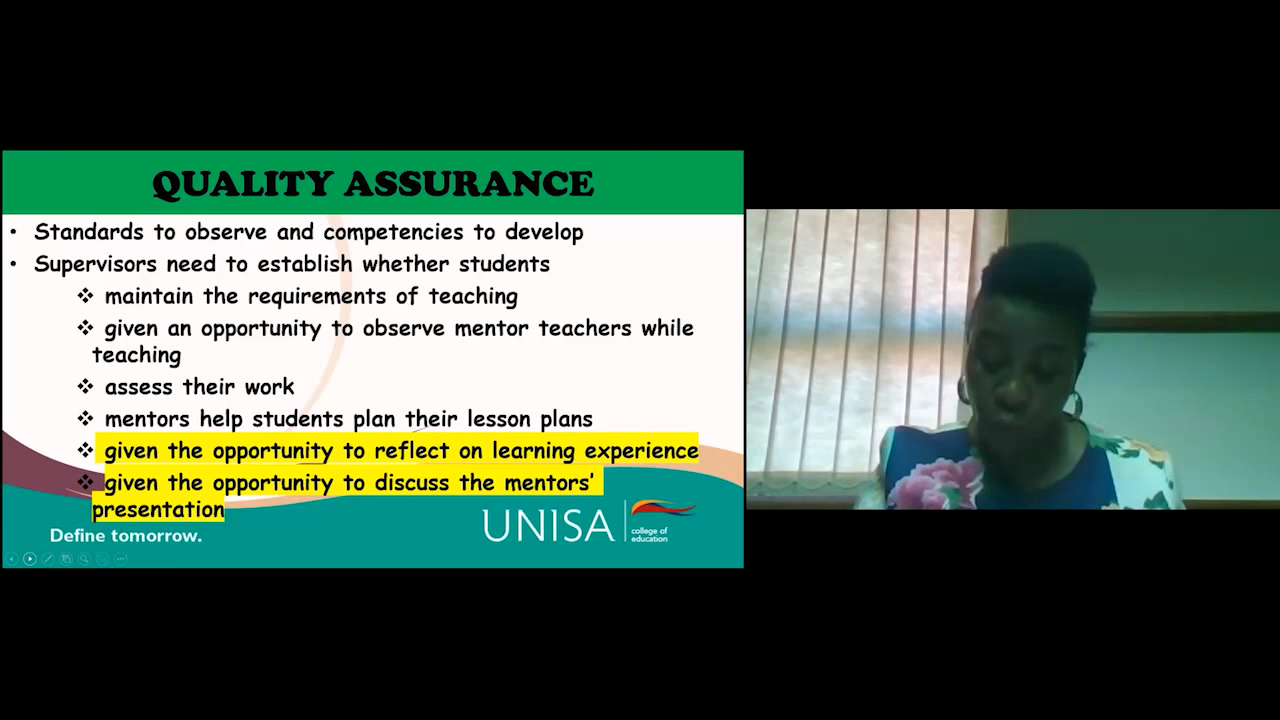 QUALITY ASSURANCE
• Standards to observe and competencies to develop
• Supervisors need to establish whether students
❖ maintain the requirements of teaching
❖ given an opportunity to observe mentor teachers while
teaching
❖ assess their work
❖ mentors help students plan their lesson plans
❖ given the opportunity to reflect on learning experience
❖ given the opportunity to discuss the mentors’
presentation
Define tomorrow.
UNISA
college of
education